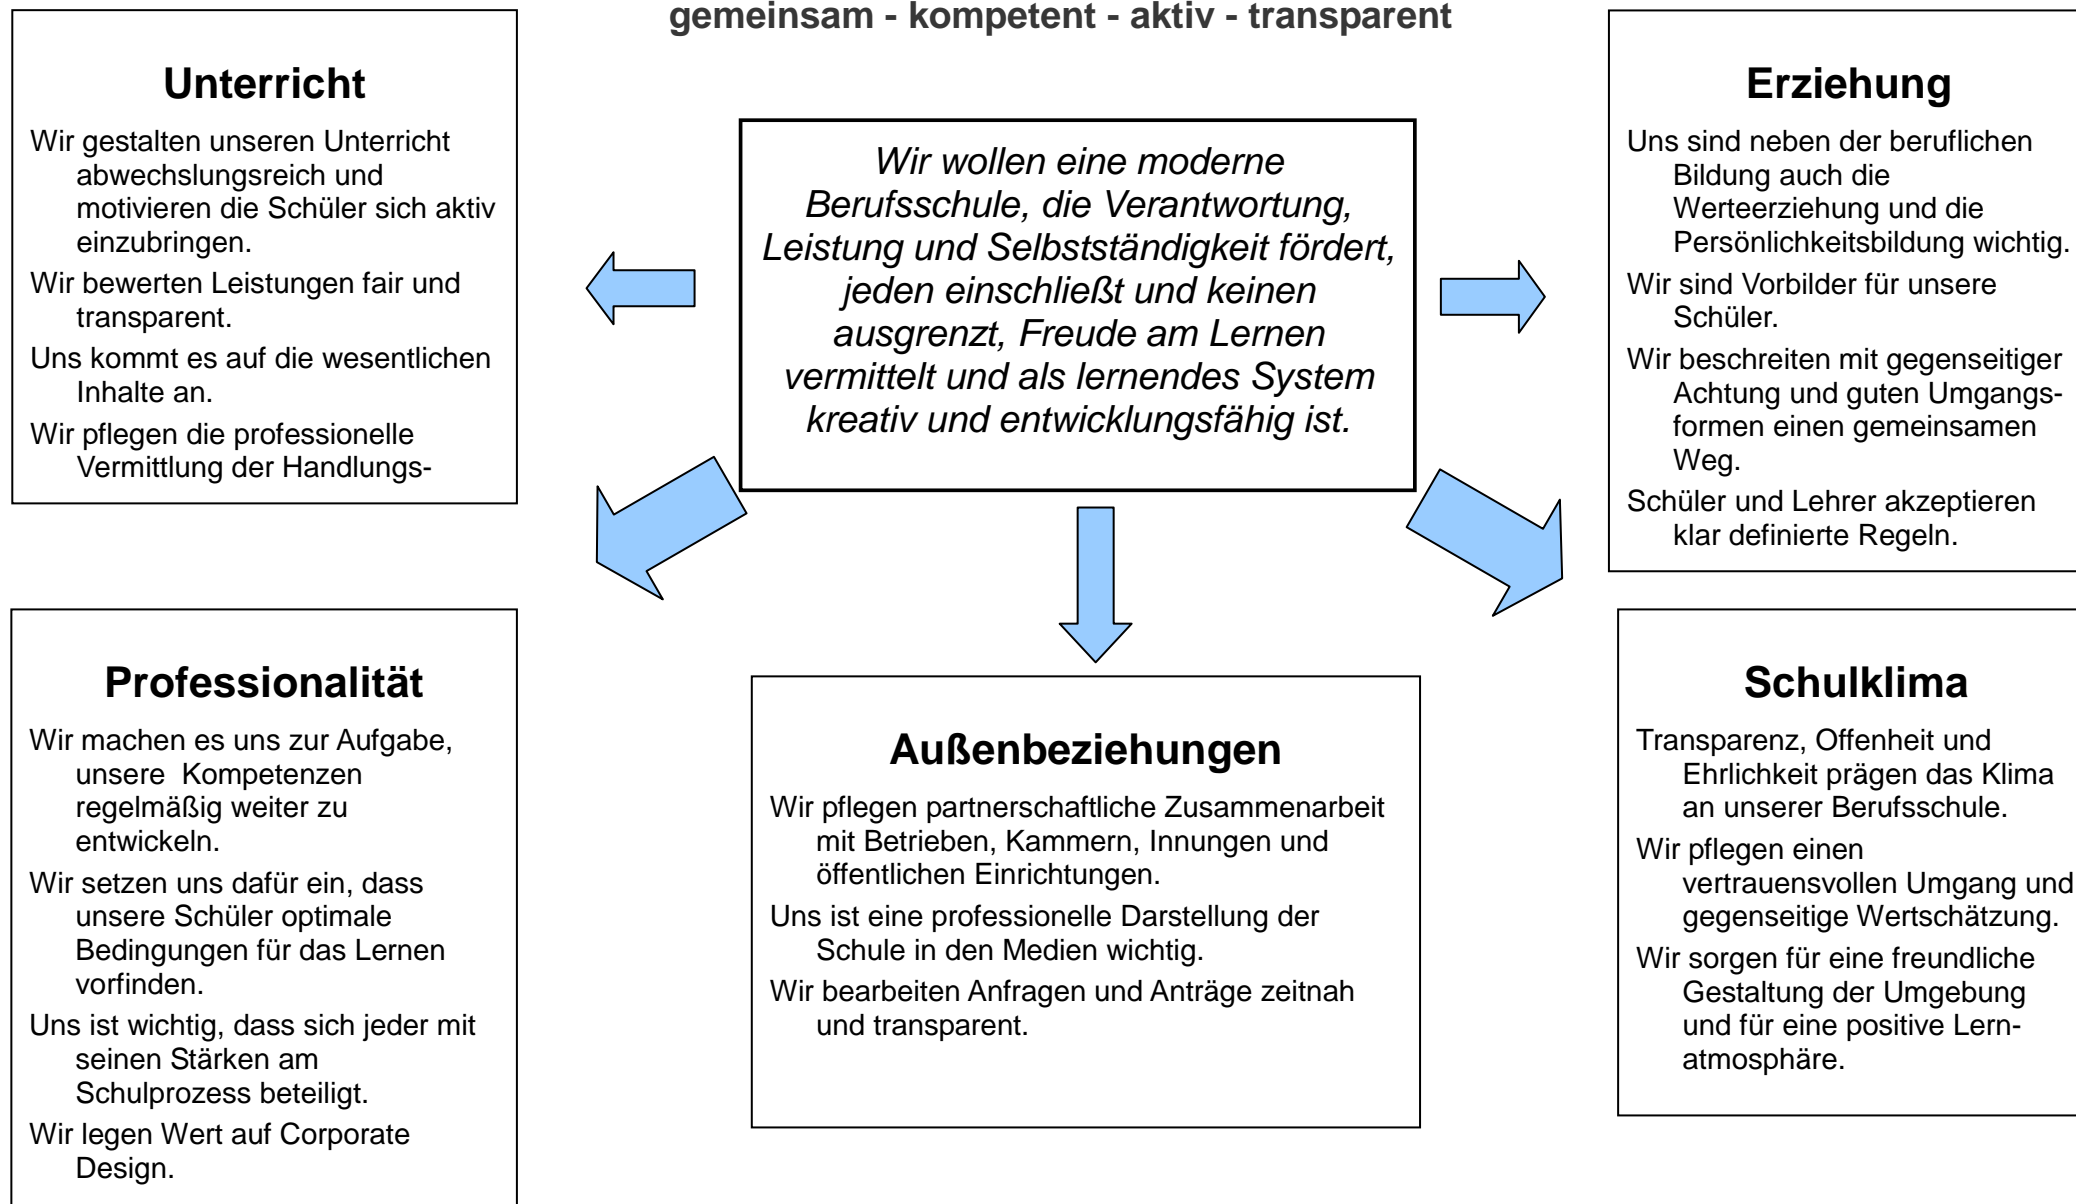 gemeinsam - kompetent - aktiv - transparent
Unterricht
Wir gestalten unseren Unterricht
abwechslungsreich und
motivieren die Schüler sich aktiv
einzubringen.
Wir bewerten Leistungen fair und
transparent.
Uns kommt es auf die wesentlichen
Inhalte an.
Wir pflegen die professionelle
Vermittlung der Handlungs-
Wir wollen eine moderne
Berufsschule, die Verantwortung,
Leistung und Selbstständigkeit fördert,
jeden einschließt und keinen
ausgrenzt, Freude am Lernen
vermittelt und als lernendes System
kreativ und entwicklungsfähig ist.
Erziehung
Uns sind neben der beruflichen
Bildung auch die
Werteerziehung und die
Persönlichkeitsbildung wichtig.
Wir sind Vorbilder für unsere
Schüler.
Wir beschreiten mit gegenseitiger
Achtung und guten Umgangs-
formen einen gemeinsamen
Weg.
Schüler und Lehrer akzeptieren
klar definierte Regeln.
Professionalität
Wir machen es uns zur Aufgabe,
unsere  Kompetenzen
regelmäßig weiter zu
entwickeln.
Wir setzen uns dafür ein, dass
unsere Schüler optimale
Bedingungen für das Lernen
vorfinden.
Uns ist wichtig, dass sich jeder mit
seinen Stärken am
Schulprozess beteiligt.
Wir legen Wert auf Corporate
Design.
Außenbeziehungen
Wir pflegen partnerschaftliche Zusammenarbeit
mit Betrieben, Kammern, Innungen und
öffentlichen Einrichtungen.
Uns ist eine professionelle Darstellung der
Schule in den Medien wichtig.
Wir bearbeiten Anfragen und Anträge zeitnah
und transparent.
Schulklima
Transparenz, Offenheit und
Ehrlichkeit prägen das Klima
an unserer Berufsschule.
Wir pflegen einen
vertrauensvollen Umgang und
gegenseitige Wertschätzung.
Wir sorgen für eine freundliche
Gestaltung der Umgebung
und für eine positive Lern-
atmosphäre.